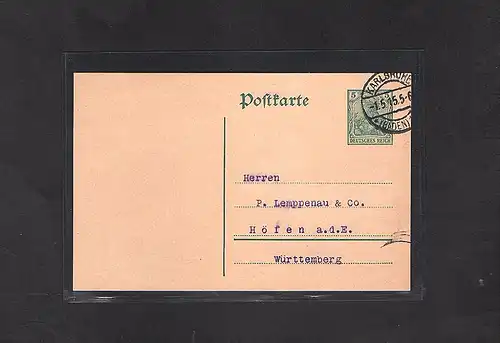 Postkarte
5
DEUTSCHES REICH
KARLSRUHE
-1.5.15.5-6
(BADEN)
Herren
P. Lemppenau & Co.
Höfen a.d.E.
Württemberg